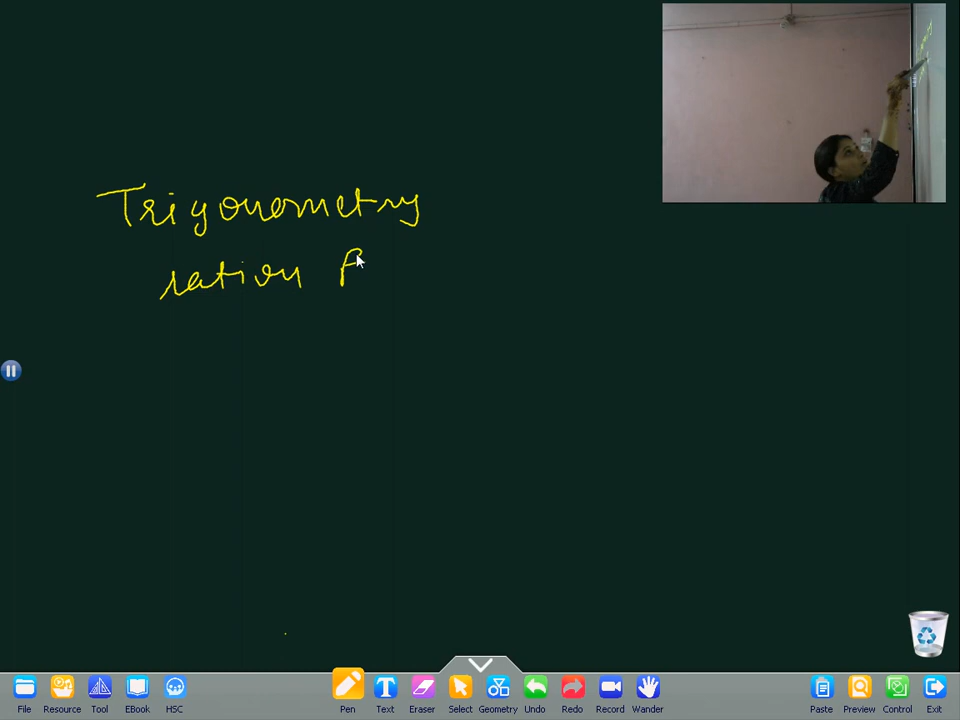 Trigonometry
ration f
File Resource Tool EBook HSC Pen Text Eraser Select Geometry Undo Redo Record Wander Paste Preview Control Exit